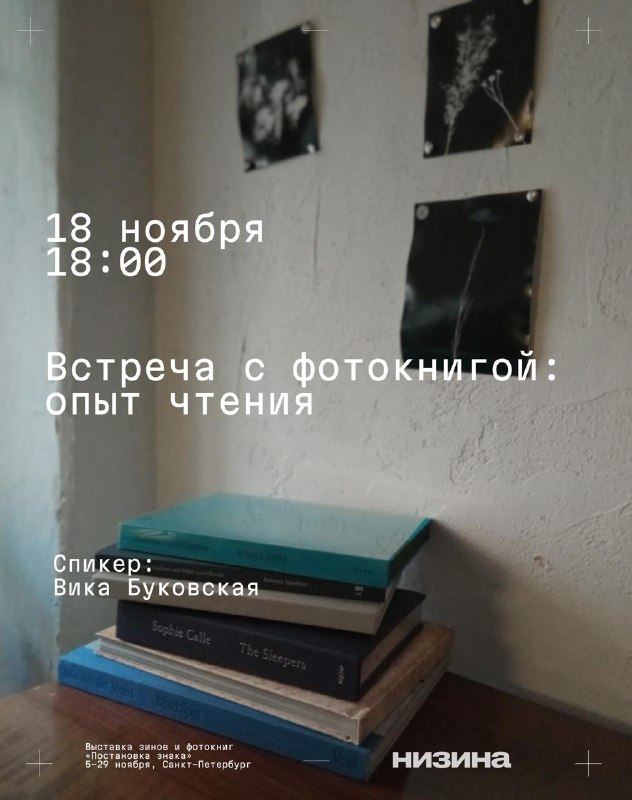 18 ноября
18:00
Встреча с фотокнигой:
опыт чтения
Спикер:
Вика Буковская
Sophie Calle The Sleepers
Выставка зинов и фотокниг
«Постановка знака»
5–29 ноября, Санкт-Петербург
низина